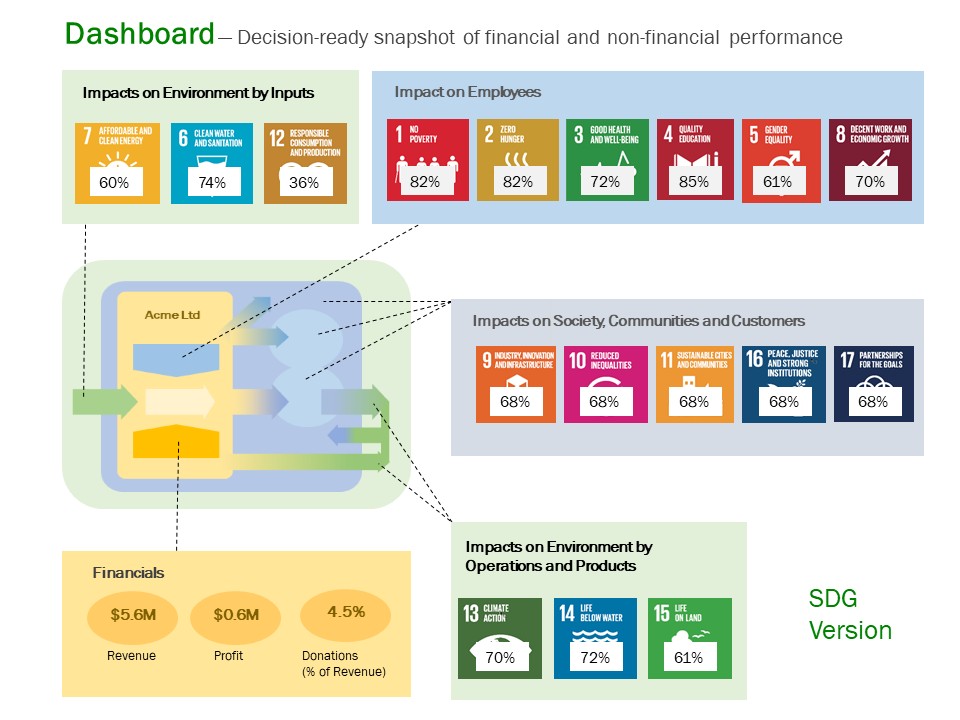 Dashboard — Decision-ready snapshot of financial and non-financial performance
Impacts on Environment by Inputs
7 AFFORDABLE AND
CLEAN ENERGY
60%
6 CLEAN WATER
AND SANITATION
74%
12 RESPONSIBLE
CONSUMPTION
AND PRODUCTION
36%
Impact on Employees
1 NO
POVERTY
82%
2 ZERO
HUNGER
82%
3 GOOD HEALTH
AND WELL-BEING
72%
4 QUALITY
EDUCATION
85%
5 GENDER
EQUALITY
61%
8 DECENT WORK AND
ECONOMIC GROWTH
70%
Acme Ltd
Impacts on Society, Communities and Customers
9 INDUSTRY, INNOVATION
AND INFRASTRUCTURE
68%
10 REDUCED
INEQUALITIES
68%
11 SUSTAINABLE CITIES
AND COMMUNITIES
68%
16 PEACE, JUSTICE
AND STRONG
INSTITUTIONS
68%
17 PARTNERSHIPS
FOR THE GOALS
68%
Financials
$5.6M
Revenue
$0.6M
Profit
4.5%
Donations
(% of Revenue)
Impacts on Environment by
Operations and Products
13 CLIMATE
ACTION
70%
14 LIFE
BELOW WATER
72%
15 LIFE
ON LAND
61%
SDG
Version